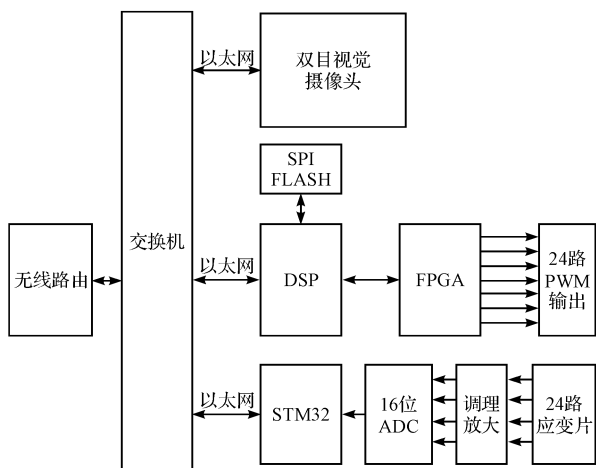 以太网
双目视觉
摄像头
SPI
FLASH
无线路由
交换机
以太网
DSP
FPGA
24路
PWM
输出
以太网
STM32
16位
ADC
调理
放大
24路
应变片